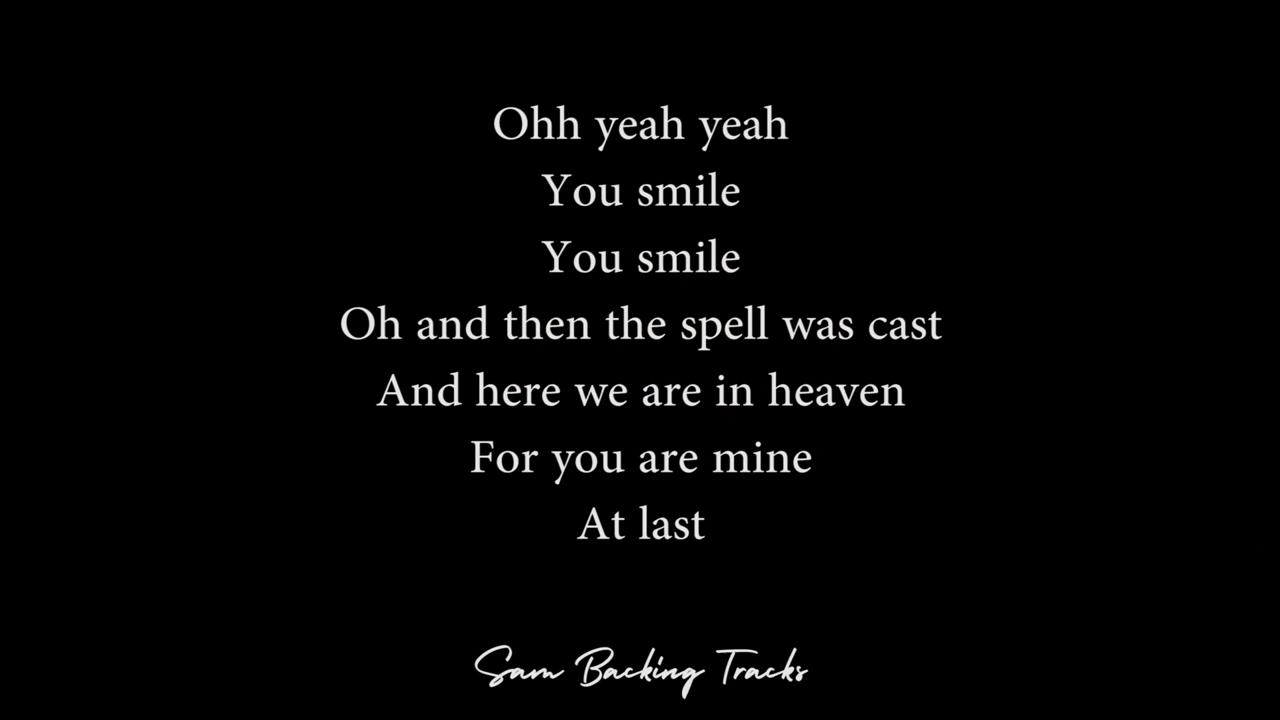 Ohh yeah yeah
You smile
You smile
Oh and then the spell was cast
And here we are in heaven
For you are mine
At last
Sam Backing Tracks